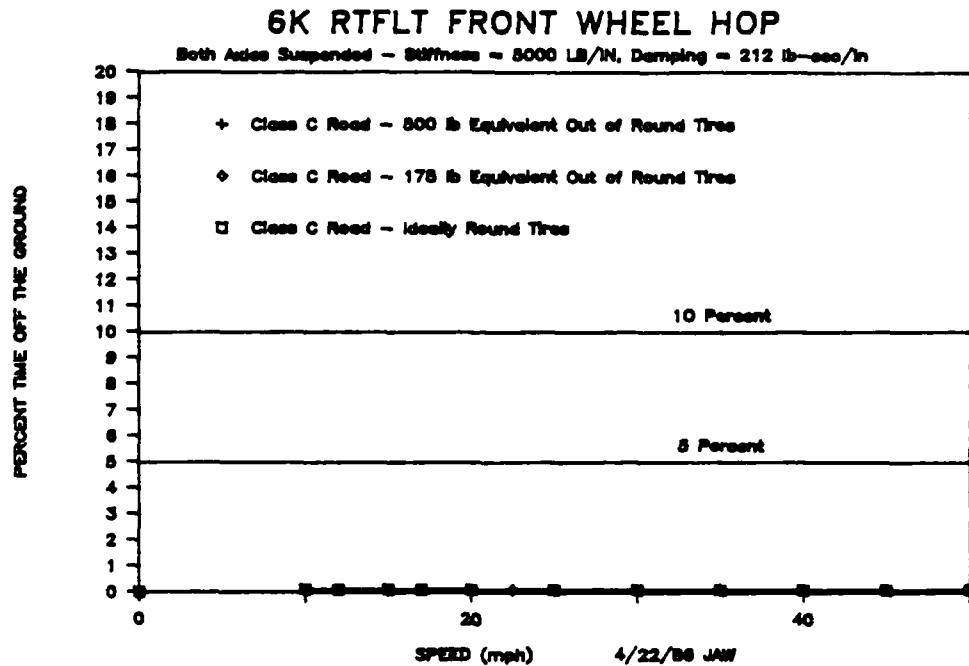 6K RTFLT FRONT WHEEL HOP
Both Axles Suspended - Stiffness = 5000 LB/IN, Damping = 212 lb-sec/in
PERCENT TIME OFF THE GROUND
20
19
18
17
16
15
14
13
12
11
10
9
8
7
6
5
4
3
2
1
0
Class C Road - 500 lb Equivalent Out of Round Tires
Class C Road - 175 lb Equivalent Out of Round Tires
Class C Road - Ideally Round Tires
10 Percent
5 Percent
0 20 40
SPEED (mph) 4/22/86 JAW